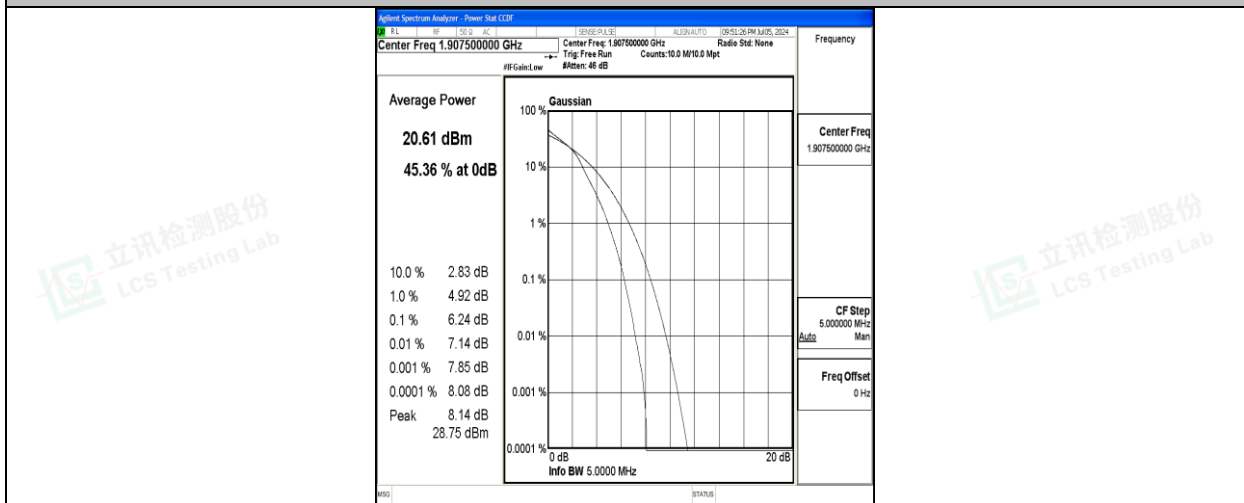 Agilent Spectrum Analyzer - Power Stat CCDF
RL RF 50 Ω AC SENSE:PULSE ALIGNAUTO 09:51:26 PM Jul 05, 2024
Center Freq 1.907500000 GHz
Center Freq: 1.907500000 GHz Radio Std: None
Trig: Free Run Counts:10.0 M/10.0 Mpt
#IFGain:Low #Atten: 46 dB
Frequency
Average Power
20.61 dBm
45.36 % at 0dB
10.0 % 2.83 dB
1.0 % 4.92 dB
0.1 % 6.24 dB
0.01 % 7.14 dB
0.001 % 7.85 dB
0.0001 % 8.08 dB
Peak 8.14 dB
28.75 dBm
Gaussian
100 %
10 %
1 %
0.1 %
0.01 %
0.001 %
0.0001 %
0 dB 20 dB
Info BW 5.0000 MHz
Center Freq
1.907500000 GHz
CF Step
5.000000 MHz
Auto Man
Freq Offset
0 Hz
MSG STATUS
立讯检测股份
LCS Testing Lab
立讯检测股份
LCS Testing Lab